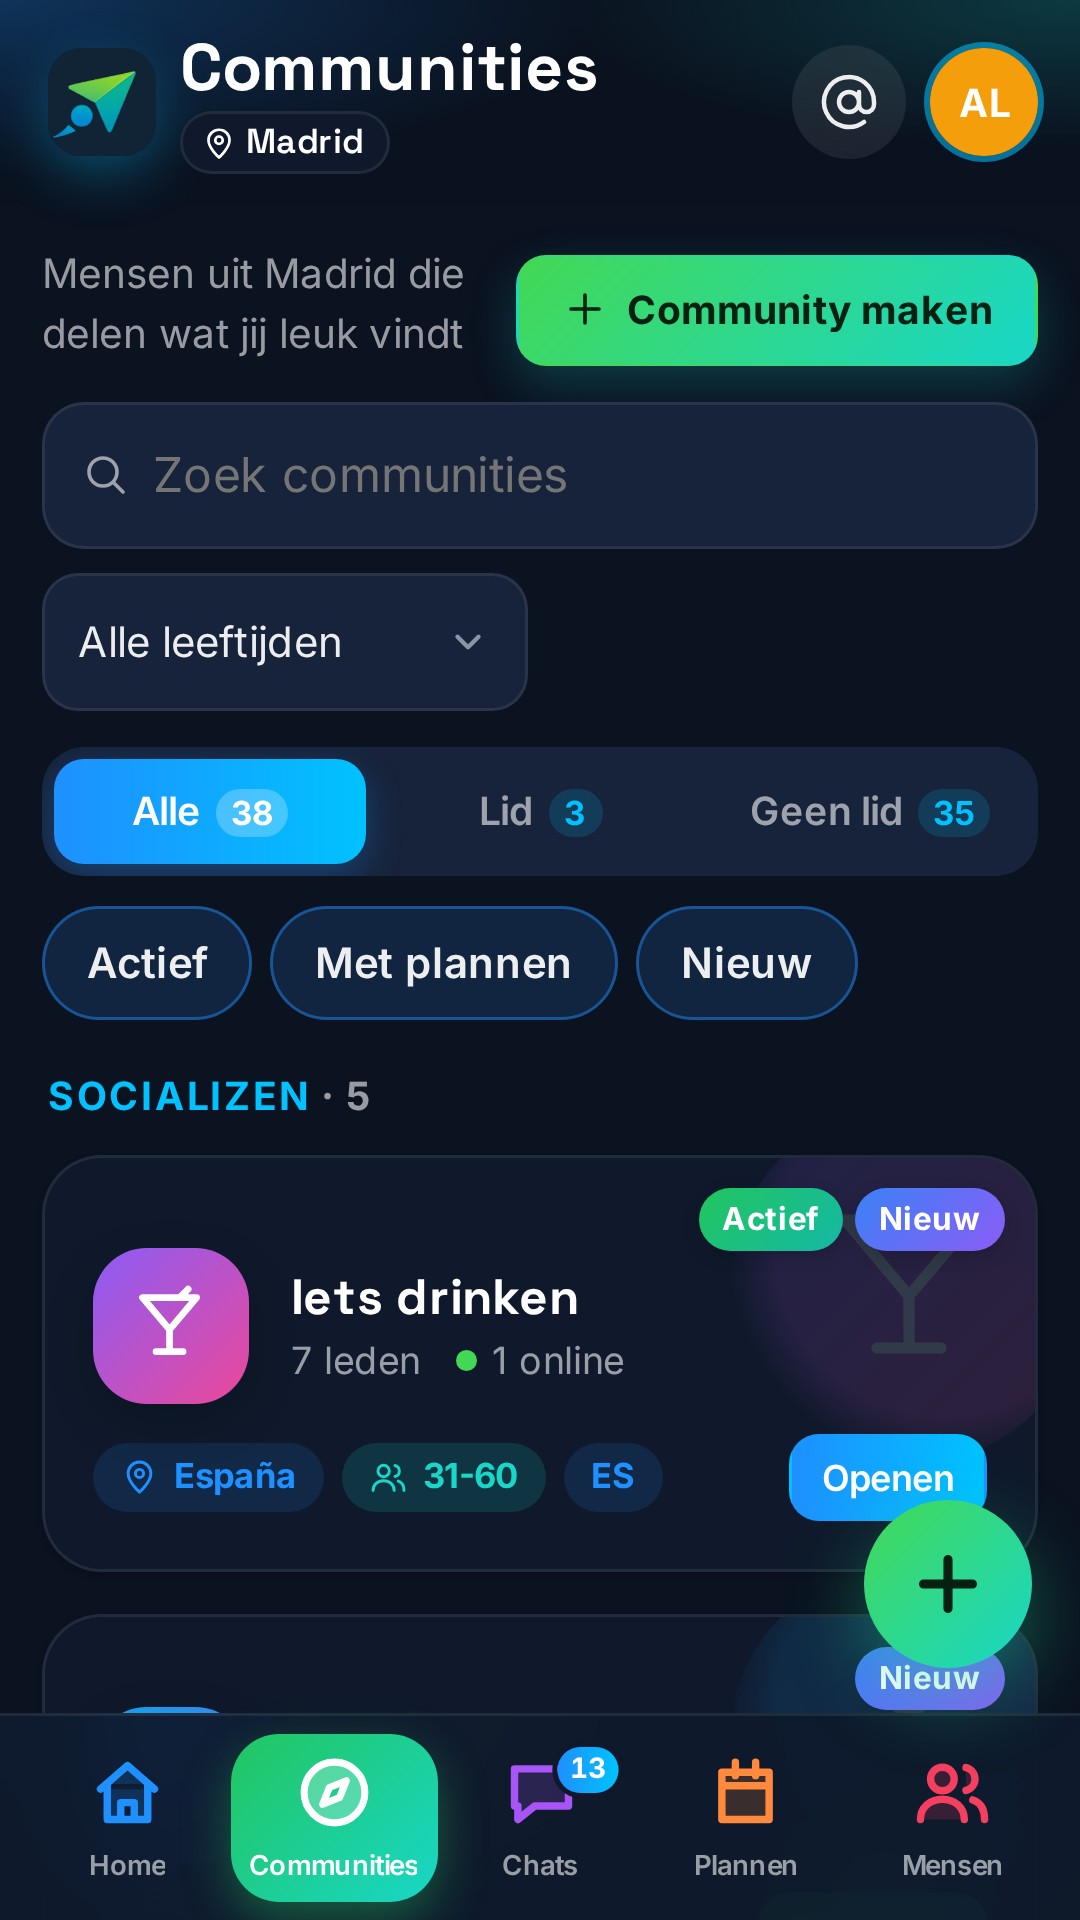 Communities
Madrid
@
AL
Mensen uit Madrid die
delen wat jij leuk vindt
Community maken
Zoek communities
Alle leeftijden
Alle 38
Lid 3
Geen lid 35
Actief
Met plannen
Nieuw
SOCIALIZEN · 5
Actief
Nieuw
Iets drinken
7 leden
1 online
España
31-60
ES
Openen
Nieuw
13
Home
Communities
Chats
Plannen
Mensen